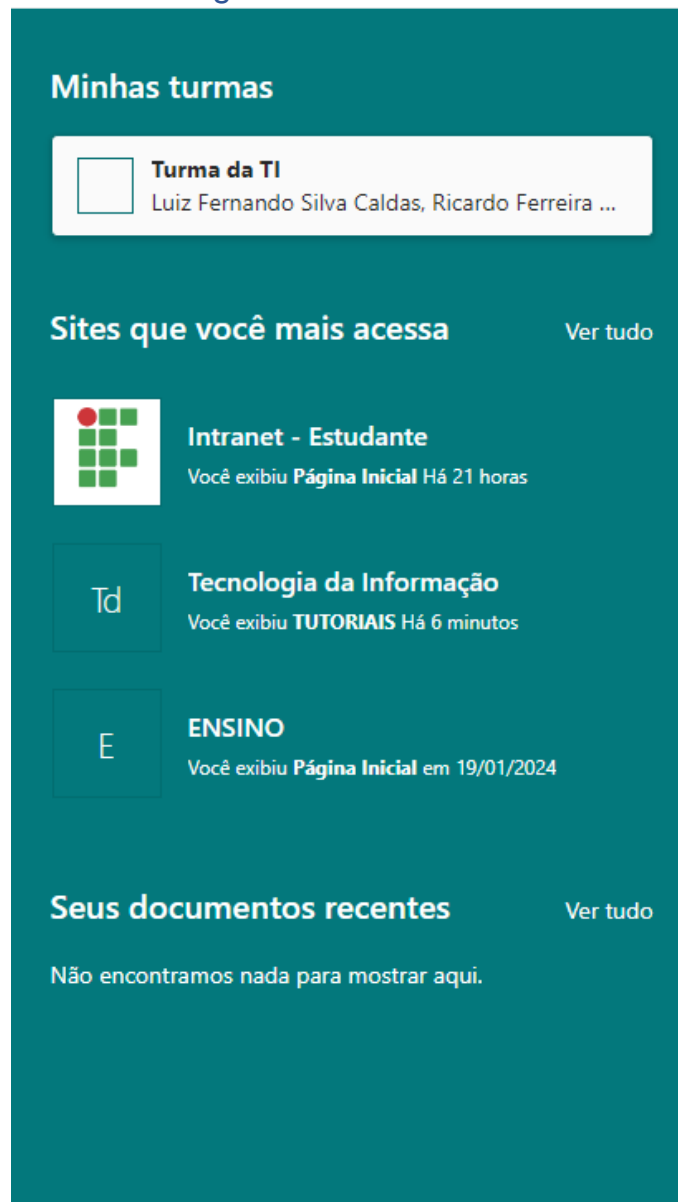 Minhas turmas
Turma da TI
Luiz Fernando Silva Caldas, Ricardo Ferreira ...
Sites que você mais acessa
Ver tudo
Intranet - Estudante
Você exibiu Página Inicial Há 21 horas
Td
Tecnologia da Informação
Você exibiu TUTORIAIS Há 6 minutos
E
ENSINO
Você exibiu Página Inicial em 19/01/2024
Seus documentos recentes
Ver tudo
Não encontramos nada para mostrar aqui.